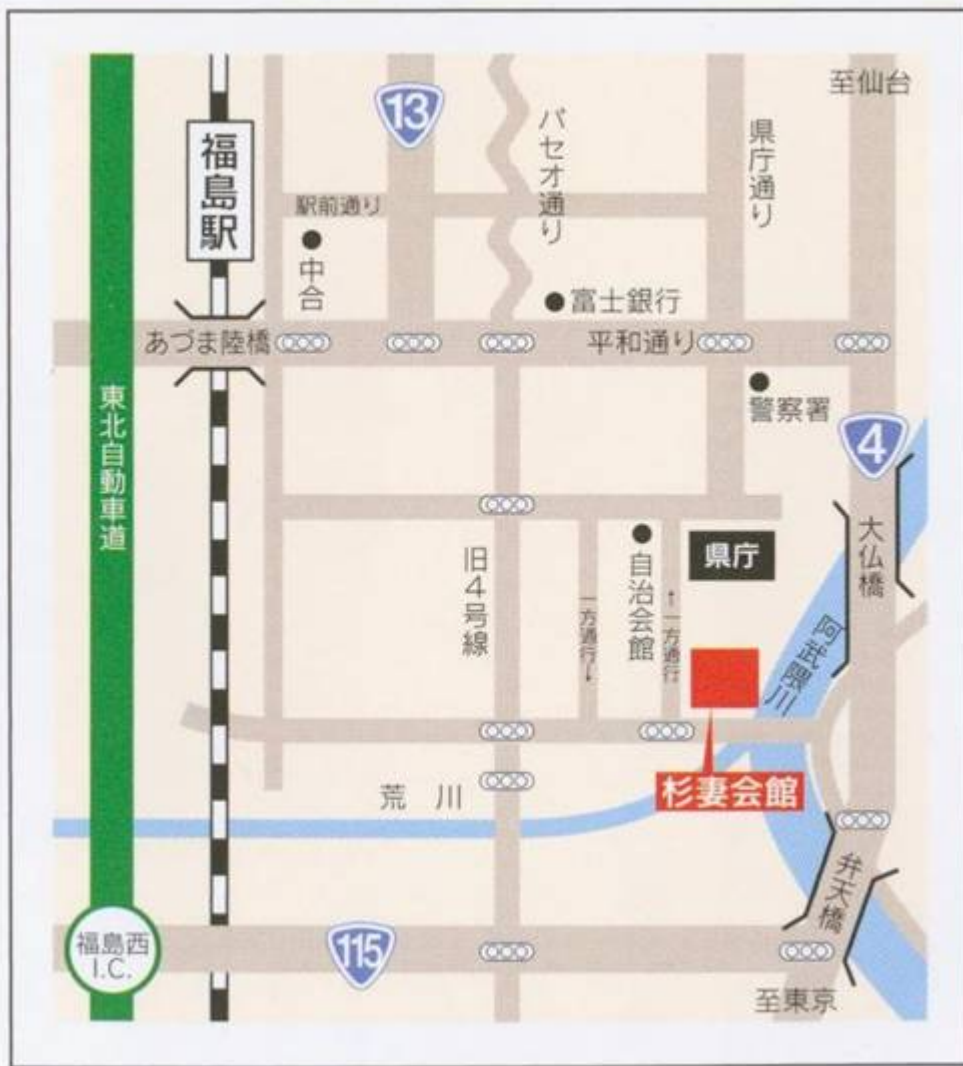 至仙台
13
パセオ通り
県庁通り
福島駅
駅前通り
中合
富士銀行
あづま陸橋
平和通り
警察署
東北自動車道
4
大仏橋
旧4号線
一方通行→
自治会館
←一方通行
県庁
阿武隈川
杉妻会館
荒川
弁天橋
福島西
I.C.
115
至東京